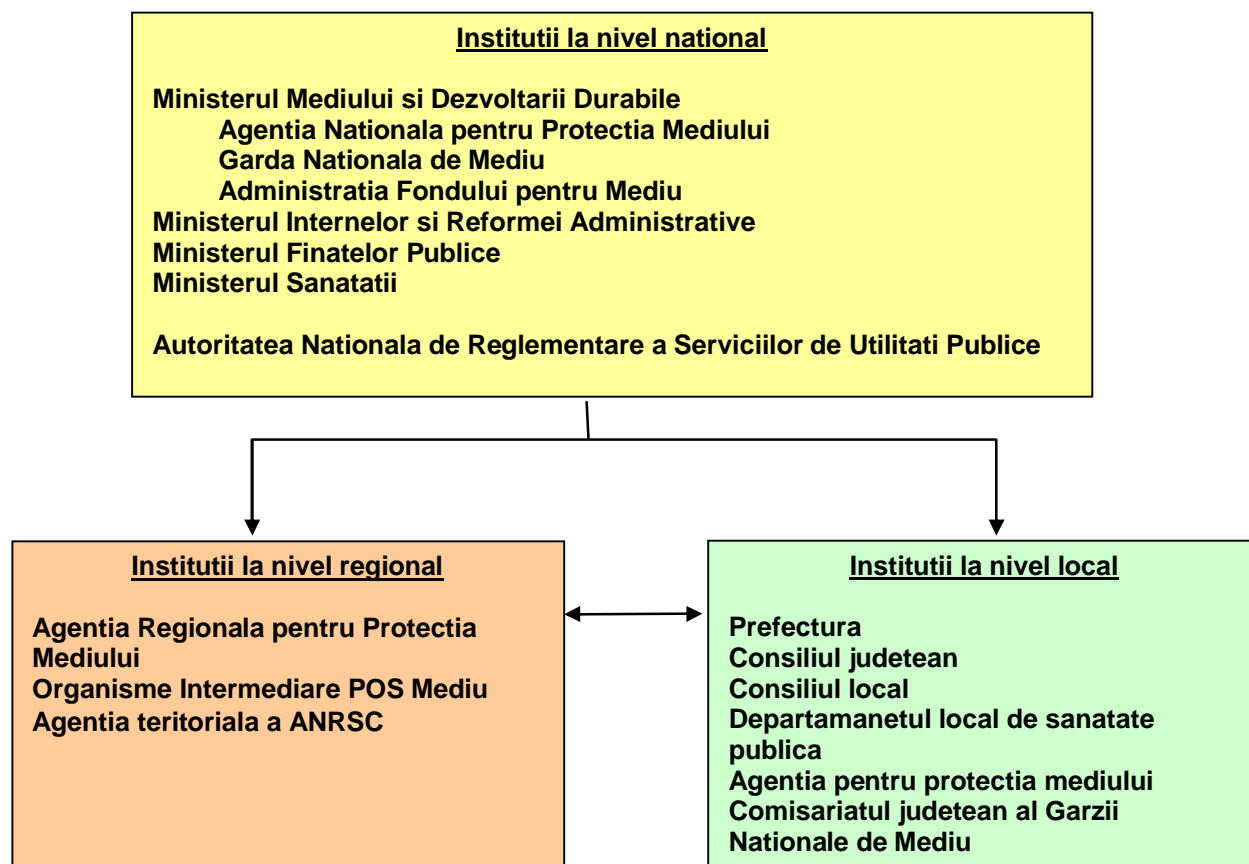 Institutii la nivel national
Ministerul Mediului si Dezvoltarii Durabile
Agentia Nationala pentru Protectia Mediului
Garda Nationala de Mediu
Administratia Fondului pentru Mediu
Ministerul Internelor si Reformei Administrative
Ministerul Finatelor Publice
Ministerul Sanatatii
Autoritatea Nationala de Reglementare a Serviciilor de Utilitati Publice
Institutii la nivel regional
Agentia Regionala pentru Protectia
Mediului
Organisme Intermediare POS Mediu
Agentia teritoriala a ANRSC
Institutii la nivel local
Prefectura
Consiliul judetean
Consiliul local
Departamanetul local de sanatate
publica
Agentia pentru protectia mediului
Comisariatul judetean al Garzii
Nationale de Mediu